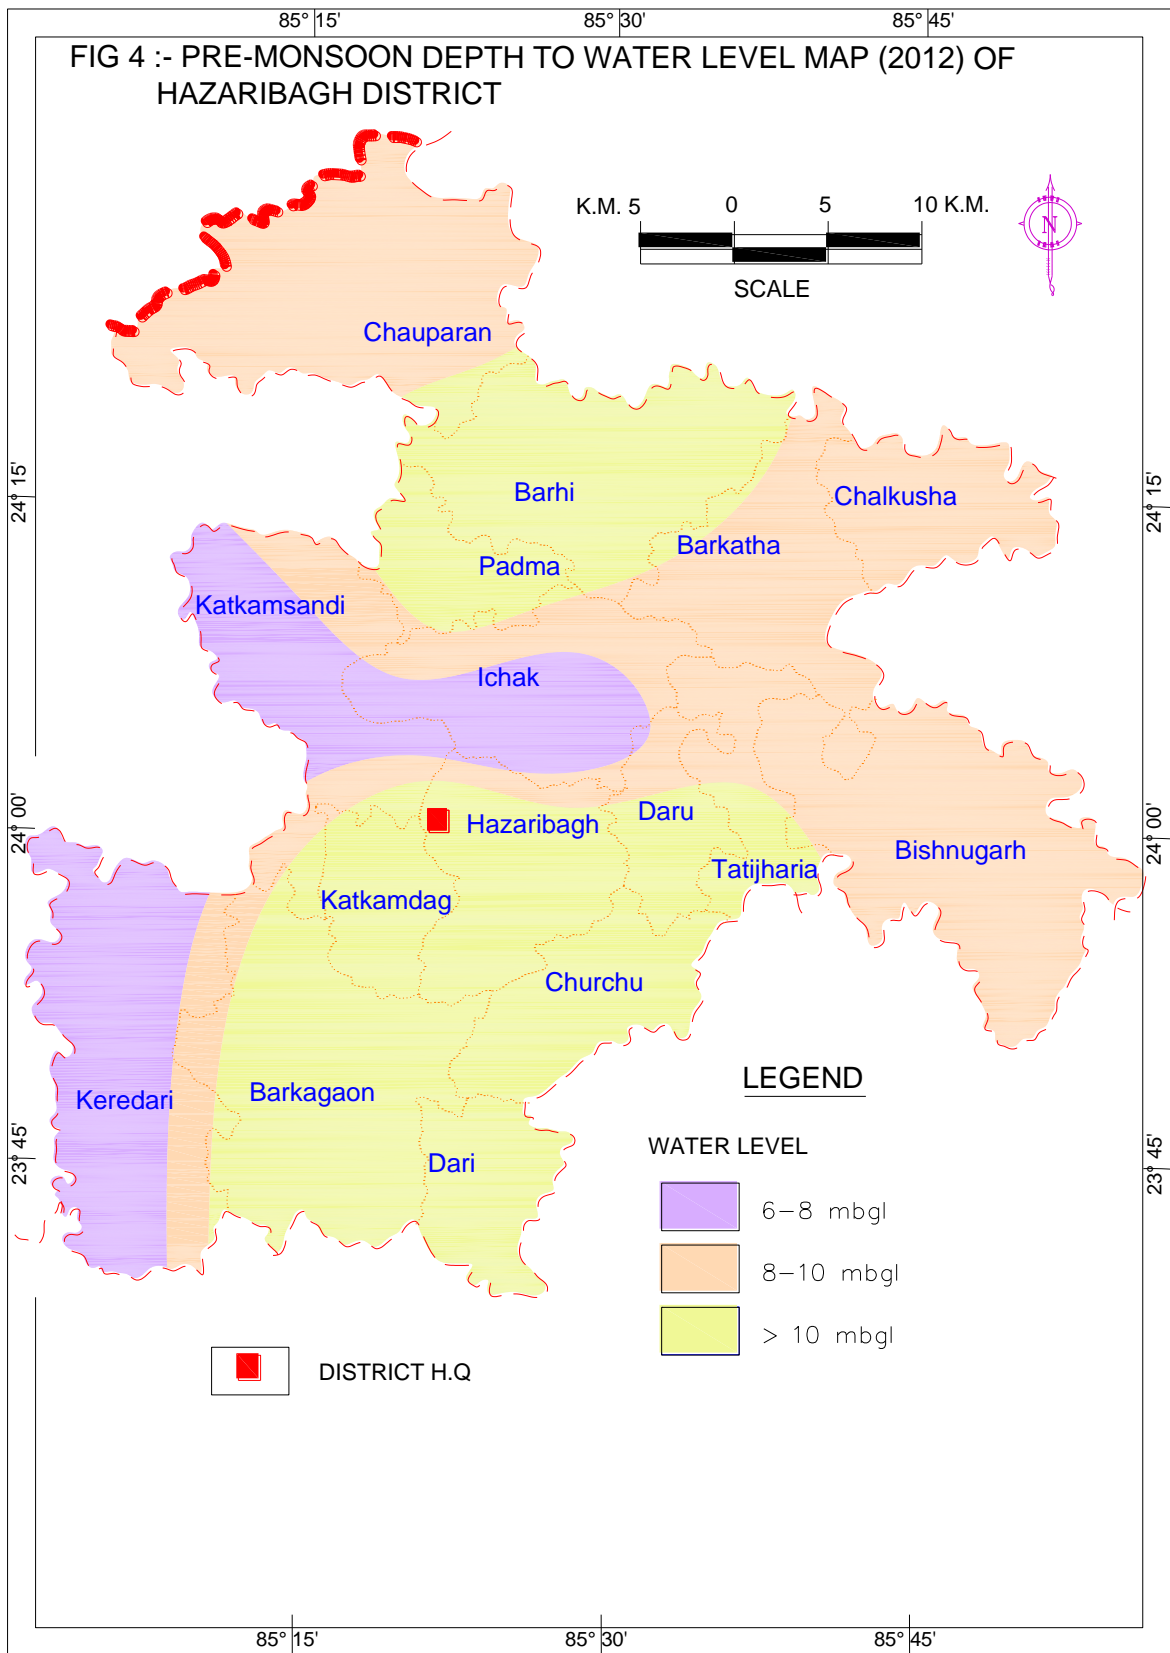 85° 15'
85° 30'
85° 45'
FIG 4 :- PRE-MONSOON DEPTH TO WATER LEVEL MAP (2012) OF
HAZARIBAGH DISTRICT
K.M. 5 0 5 10 K.M.
N
SCALE
Chauparan
24° 15'
Barhi
Chalkusha
24° 15'
Barkatha
Padma
Katkamsandi
Ichak
24° 00'
Daru
Hazaribagh
24° 00'
Bishnugarh
Tatijharia
Katkamdag
Churchu
LEGEND
Barkagaon
Keredari
WATER LEVEL
23° 45'
Dari
23° 45'
6-8 mbgl
8-10 mbgl
> 10 mbgl
DISTRICT H.Q
85° 15'
85° 30'
85° 45'